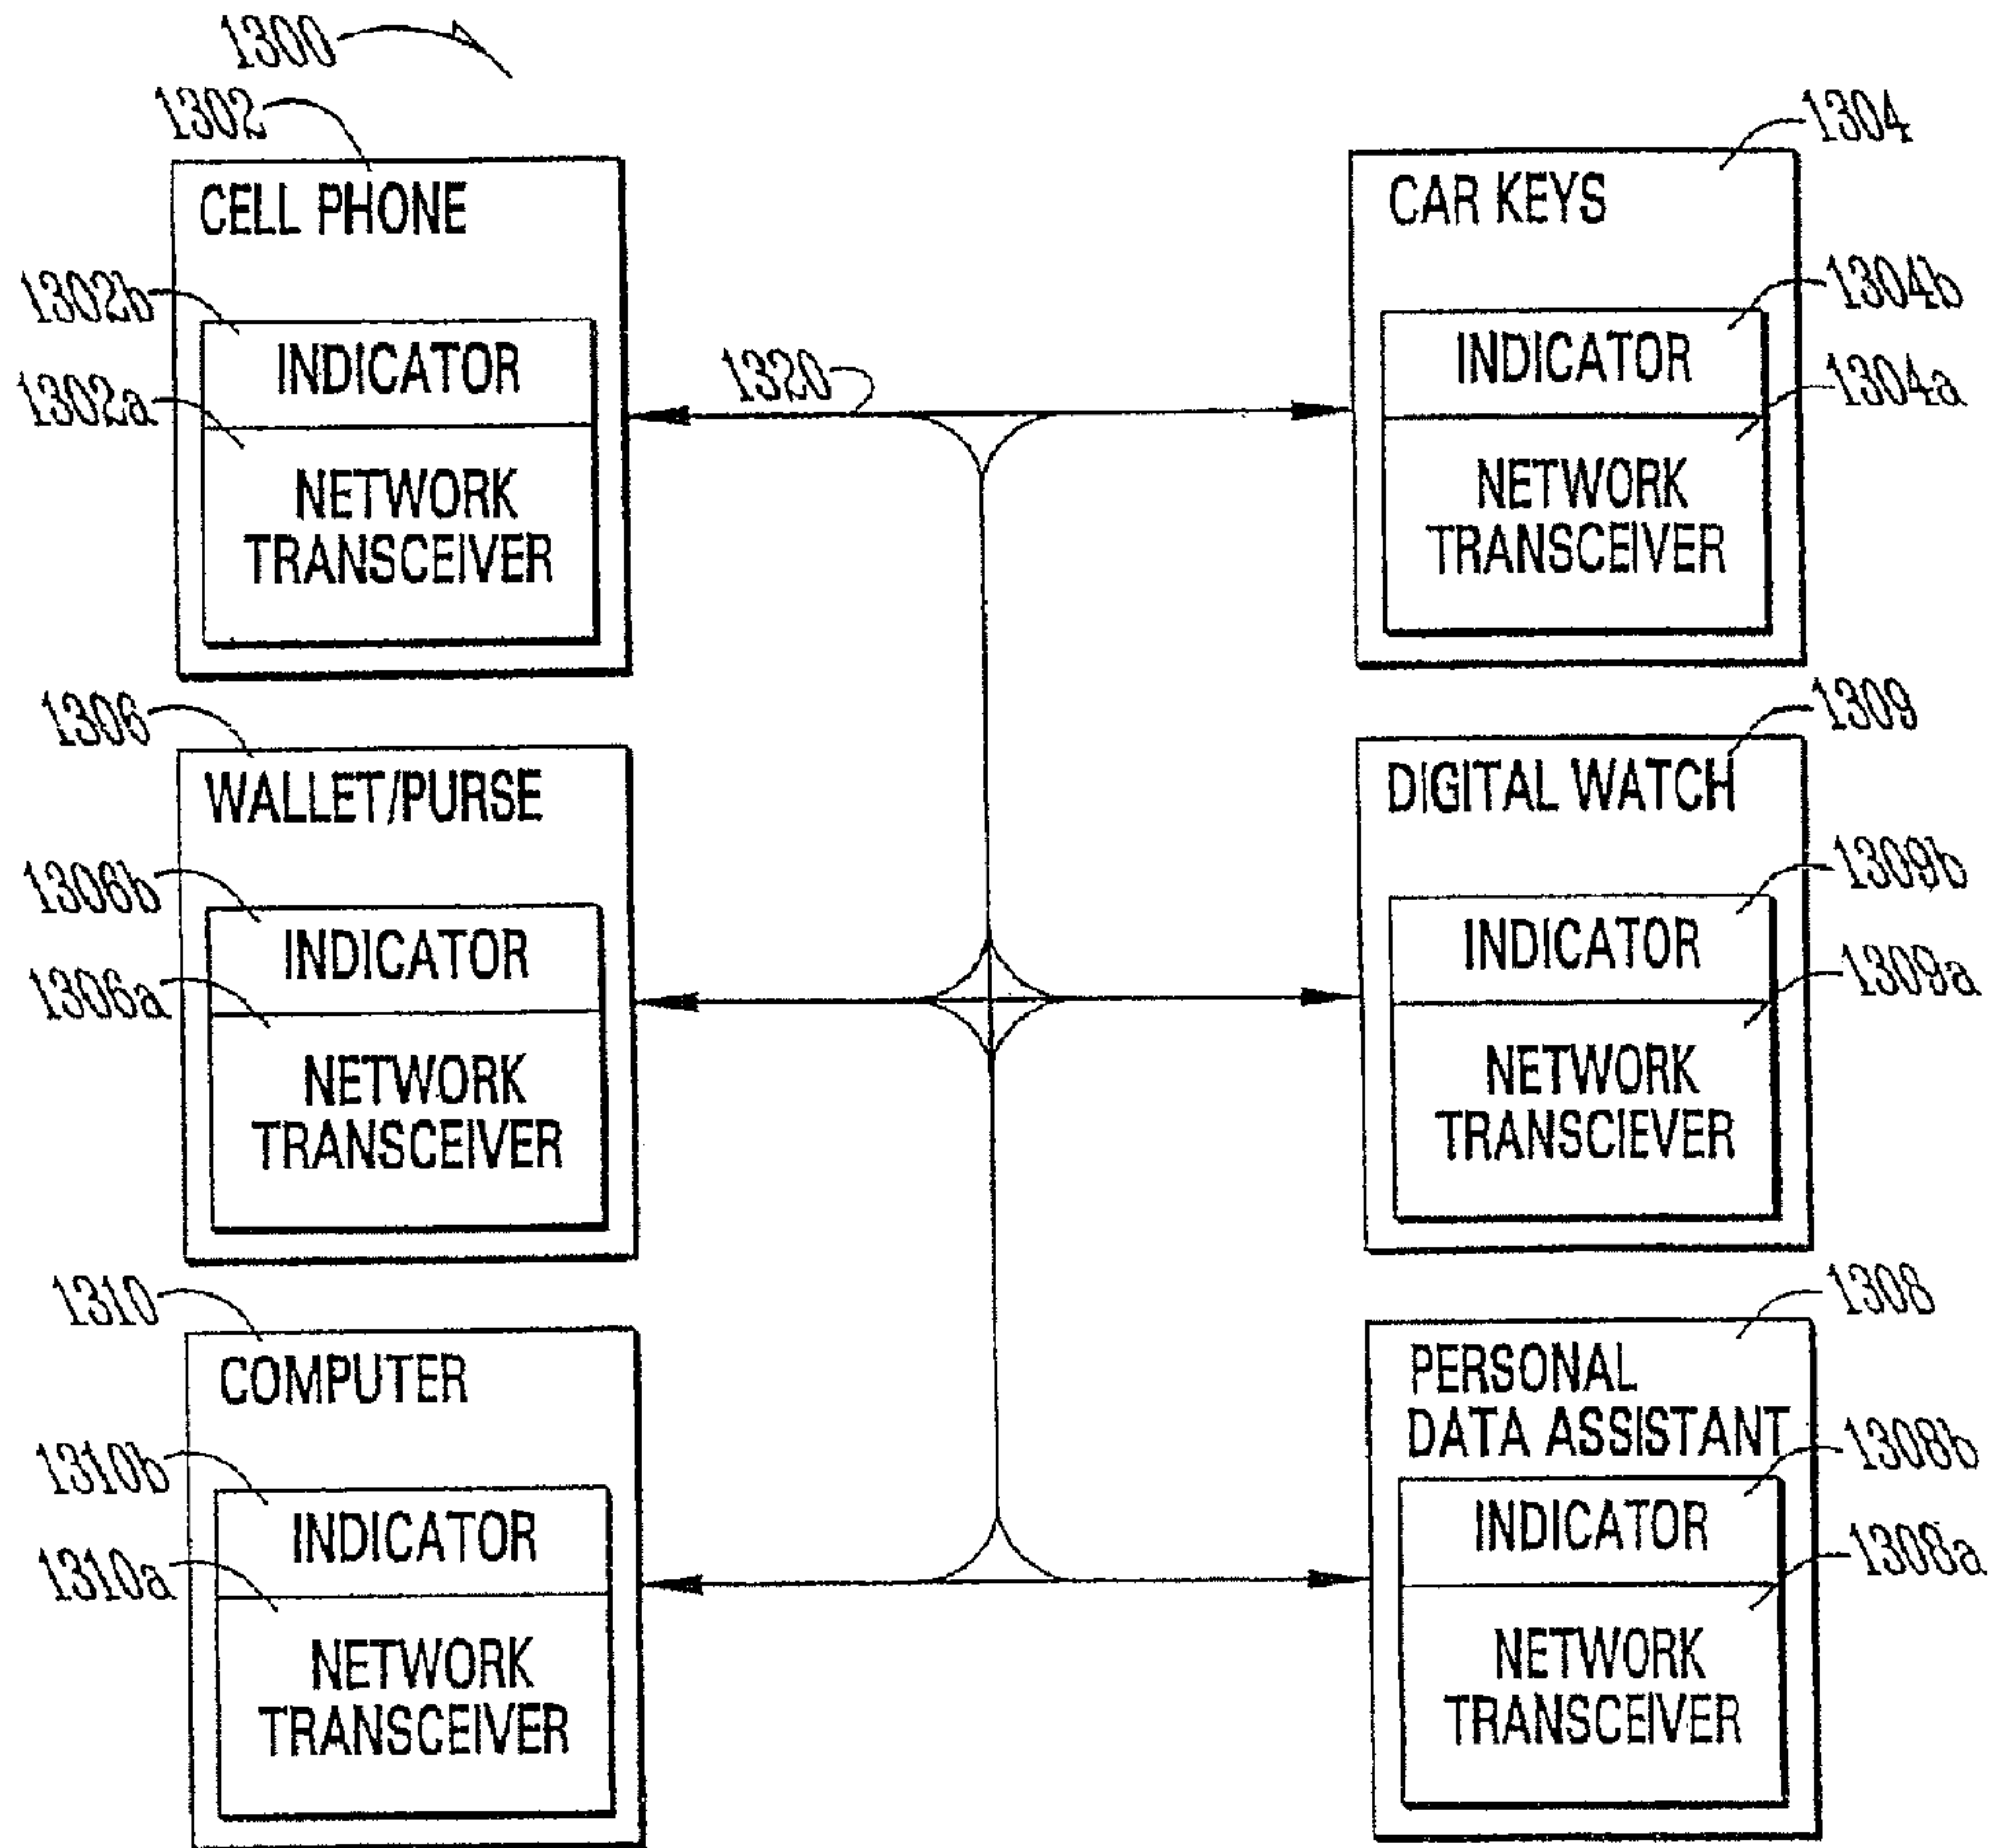 1300
1302
CELL PHONE
1302b
INDICATOR
1302a
NETWORK
TRANSCEIVER
1320
1304
CAR KEYS
1304b
INDICATOR
1304a
NETWORK
TRANSCEIVER
1306
WALLET/PURSE
1306b
INDICATOR
1306a
NETWORK
TRANSCEIVER
1309
DIGITAL WATCH
1309b
INDICATOR
1309a
NETWORK
TRANSCIEVER
1310
COMPUTER
1310b
INDICATOR
1310a
NETWORK
TRANSCEIVER
1308
PERSONAL
DATA ASSISTANT
1308b
INDICATOR
1308a
NETWORK
TRANSCEIVER